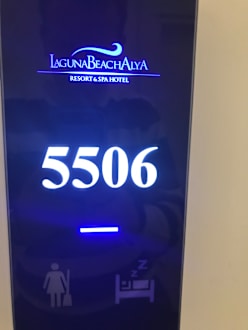 LAGUNABEACHALYA
RESORT & SPA HOTEL
5506
Z Z Z